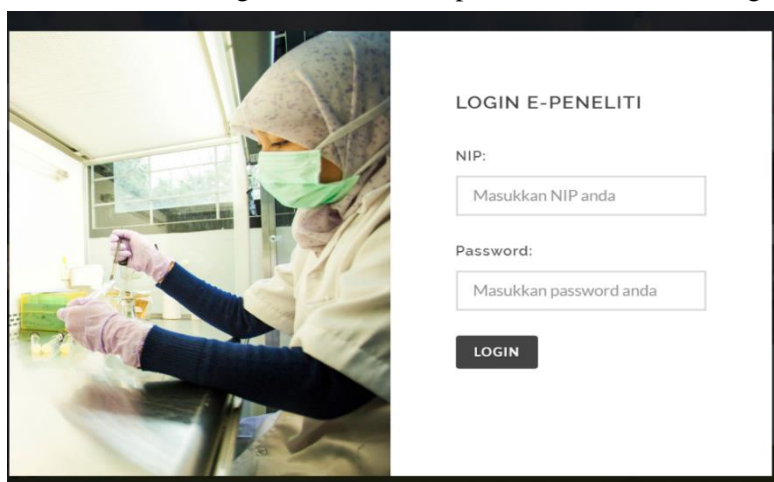 LOGIN E-PENELITI
NIP:
Masukkan NIP anda
Password:
Masukkan password anda
LOGIN